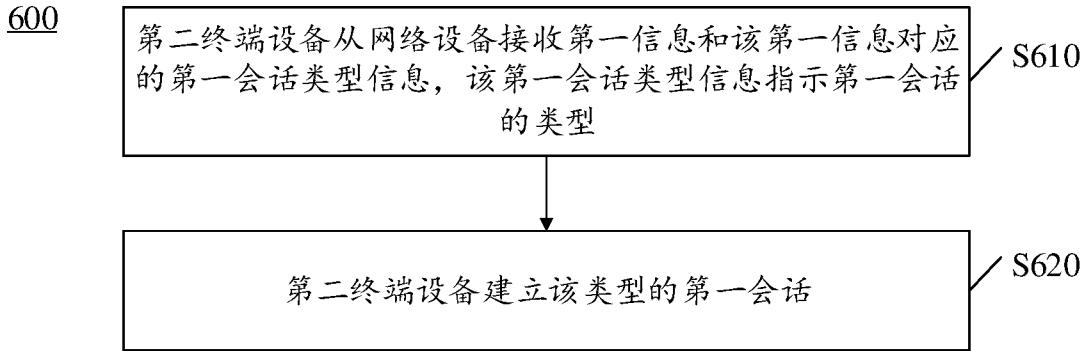 600
第二终端设备从网络设备接收第一信息和该第一信息对应
的第一会话类型信息，该第一会话类型信息指示第一会话
的类型
S610
第二终端设备建立该类型的第一会话
S620